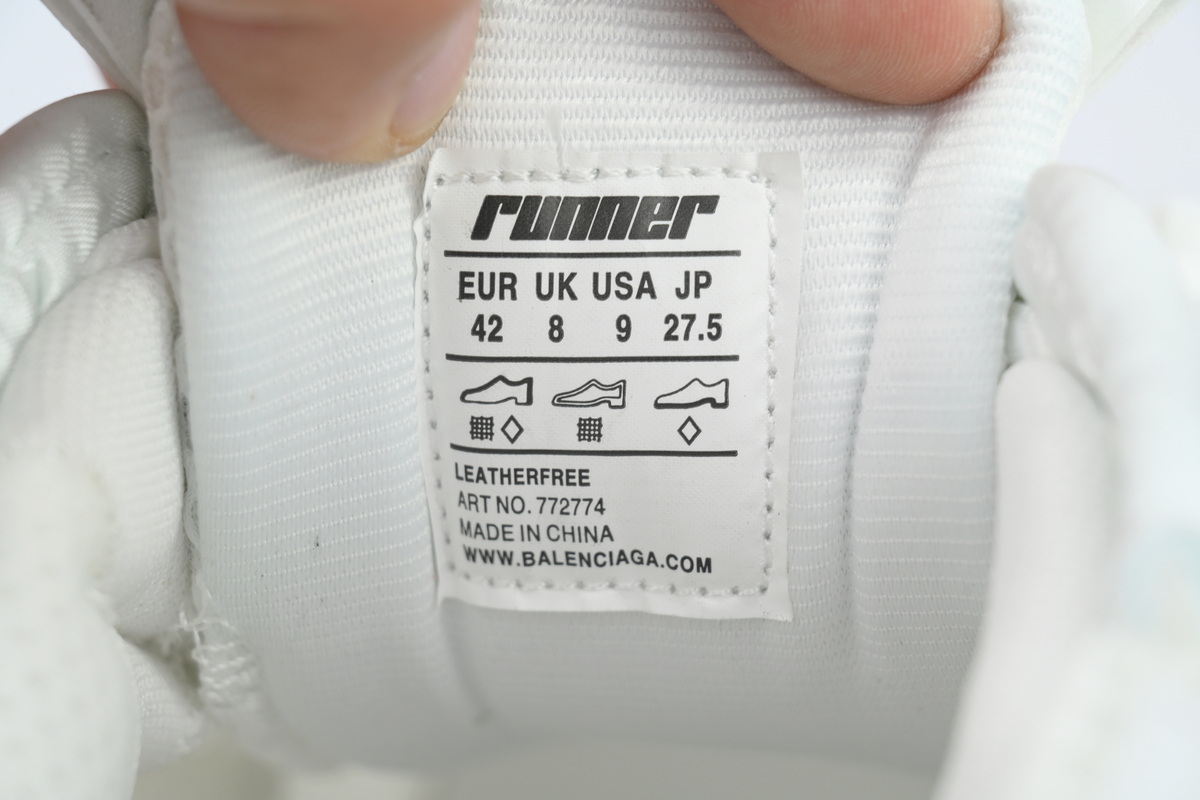 runner
EUR UK USA JP
42 8 9 27.5
LEATHERFREE
ART NO. 772774
MADE IN CHINA
WWW.BALENCIAGA.COM